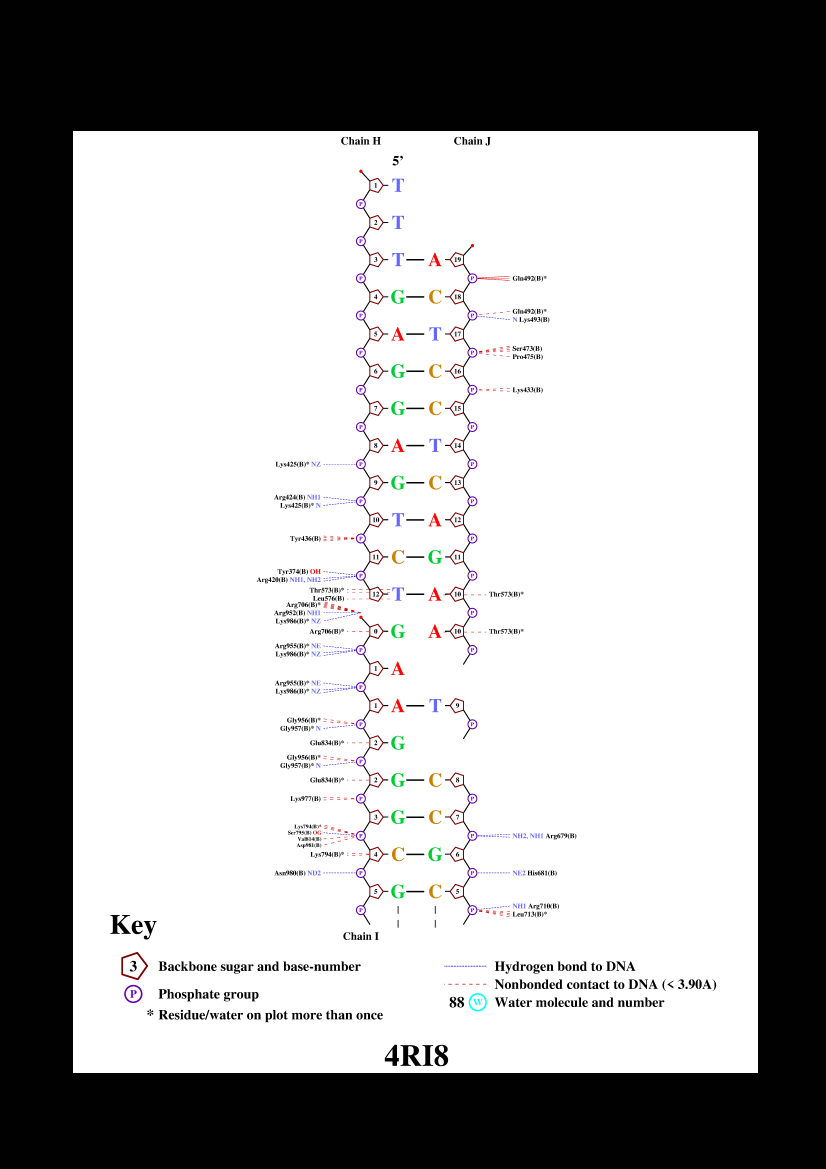 Chain H Chain J
5’
1 T
P
2 T
P
3 T A 19
P P Gln492(B)*
4 G C 18
P P Gln492(B)*
N Lys493(B)
5 A T 17
P P Ser473(B)
Pro475(B)
6 G C 16
P P Lys433(B)
7 G C 15
P P
8 A T 14
Lys425(B)* NZ P P
9 G C 13
Arg424(B) NH1 P P
Lys425(B)* N
10 T A 12
Tyr436(B) P P
11 C G 11
Tyr374(B) OH P P
Arg420(B) NH1, NH2
Thr573(B)* 12 T A 10 Thr573(B)*
Leu576(B)
Arg706(B)*
Arg952(B) NH1 P
Lys986(B)* NZ
Arg706(B)* 0 G A 10 Thr573(B)*
Arg955(B)* NE P P
Lys986(B)* NZ
1 A
Arg955(B)* NE P
Lys986(B)* NZ
1 A T 9
Gly956(B)* P P
Gly957(B)* N
Glu834(B)* 2 G
Gly956(B)* P
Gly957(B)* N
Glu834(B)* 2 G C 8
Lys977(B) P P
3 G C 7
Lys794(B)*
Ser795(B) OG P P NH2, NH1 Arg679(B)
Val814(B)
Asp981(B)
Lys794(B)* 4 C G 6
Asn980(B) ND2 P P NE2 His681(B)
5 G C 5
P P NH1 Arg710(B)
Leu713(B)*
Chain I
Key
3 Backbone sugar and base-number
P Phosphate group
* Residue/water on plot more than once
Hydrogen bond to DNA
Nonbonded contact to DNA (< 3.90A)
88 W Water molecule and number
4RI8